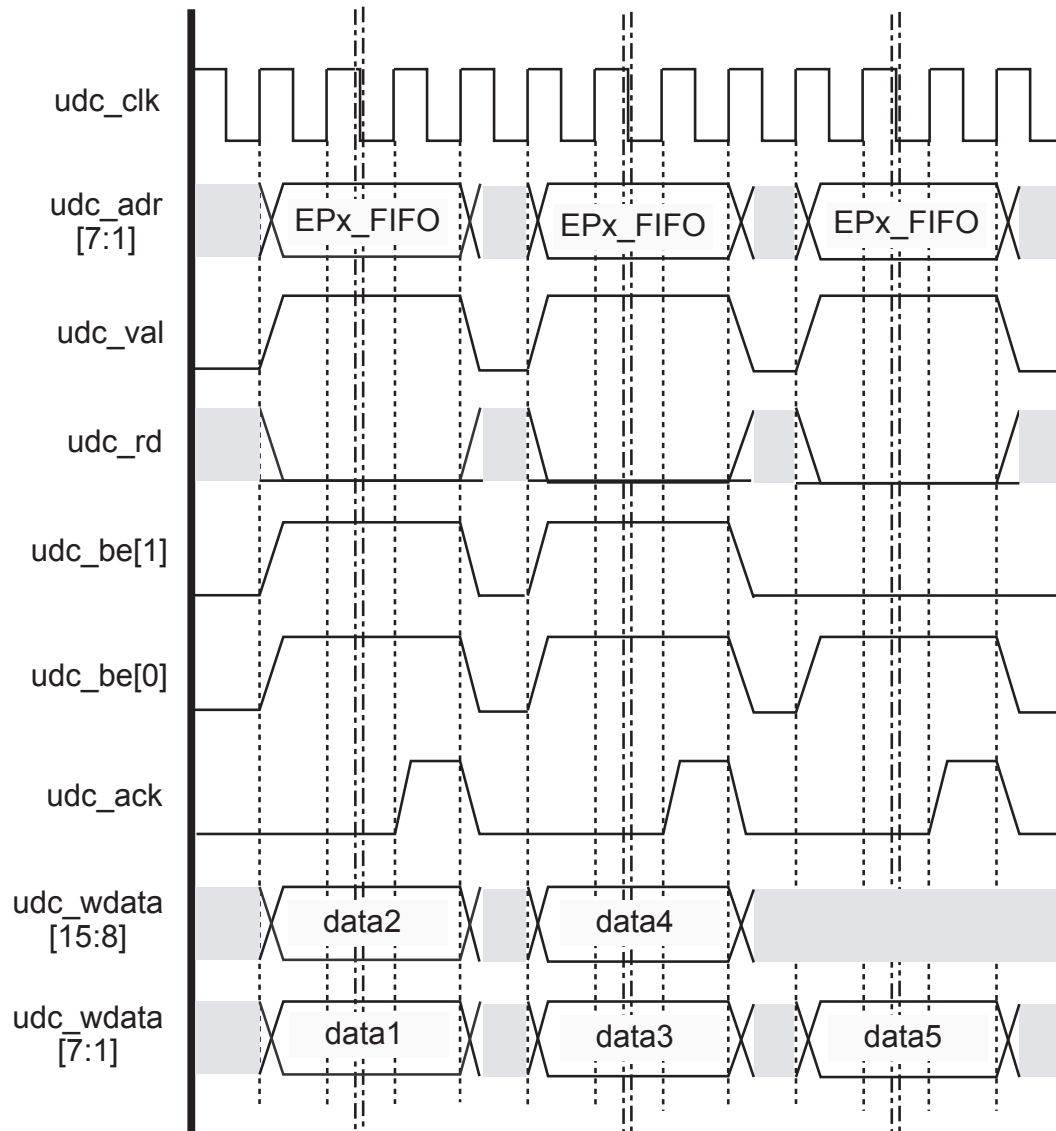 udc_clk
udc_adr
[7:1]
EPx_FIFO
EPx_FIFO
EPx_FIFO
udc_val
udc_rd
udc_be[1]
udc_be[0]
udc_ack
udc_wdata
[15:8]
data2
data4
udc_wdata
[7:1]
data1
data3
data5